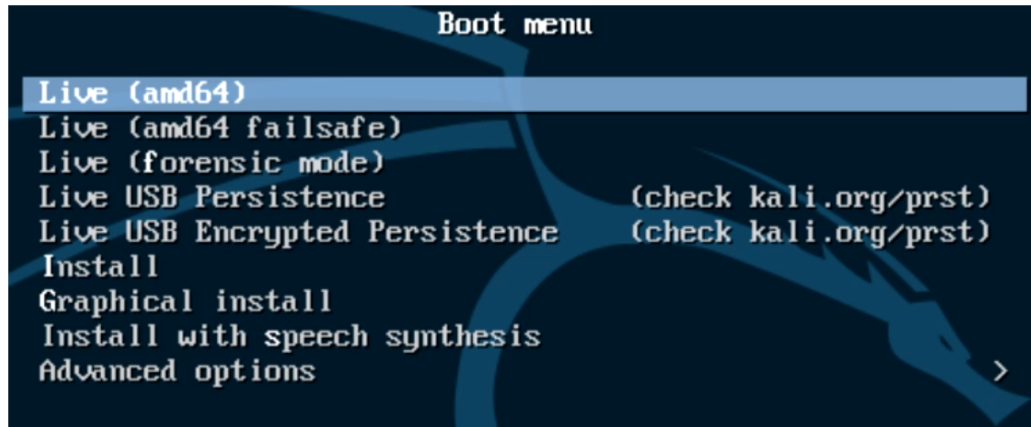 Boot menu
Live (amd64)
Live (amd64 failsafe)
Live (forensic mode)
Live USB Persistence (check kali.org/prst)
Live USB Encrypted Persistence (check kali.org/prst)
Install
Graphical install
Install with speech synthesis
Advanced options >